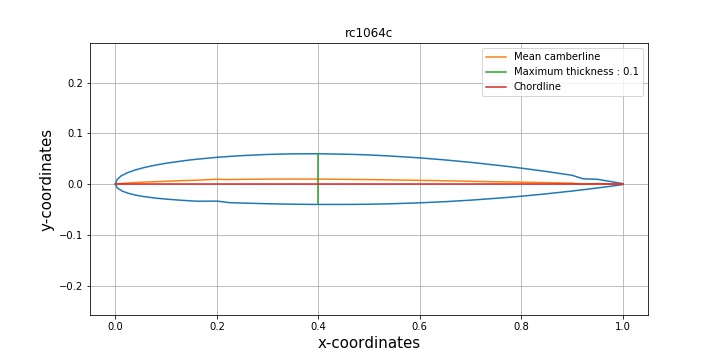 rc1064c
Mean camberline
Maximum thickness : 0.1
Chordline
0.2
0.1
0.0
−0.1
−0.2
y-coordinates
0.0 0.2 0.4 0.6 0.8 1.0
x-coordinates